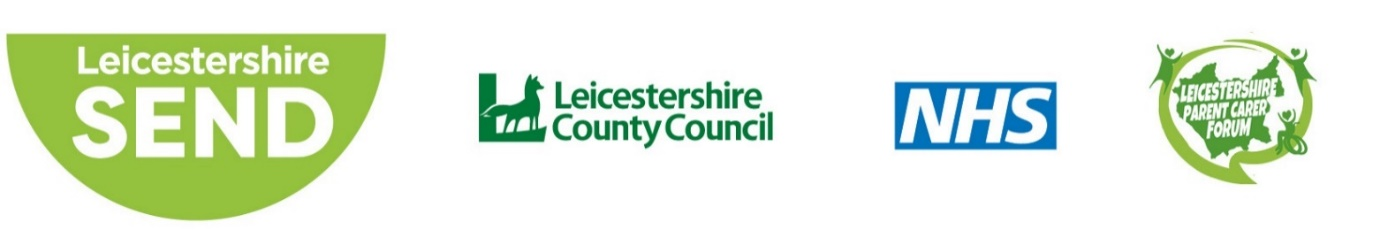 Leicestershire
SEND
Leicestershire
County Council
NHS
LEICESTERSHIRE
PARENT CARER
FORUM